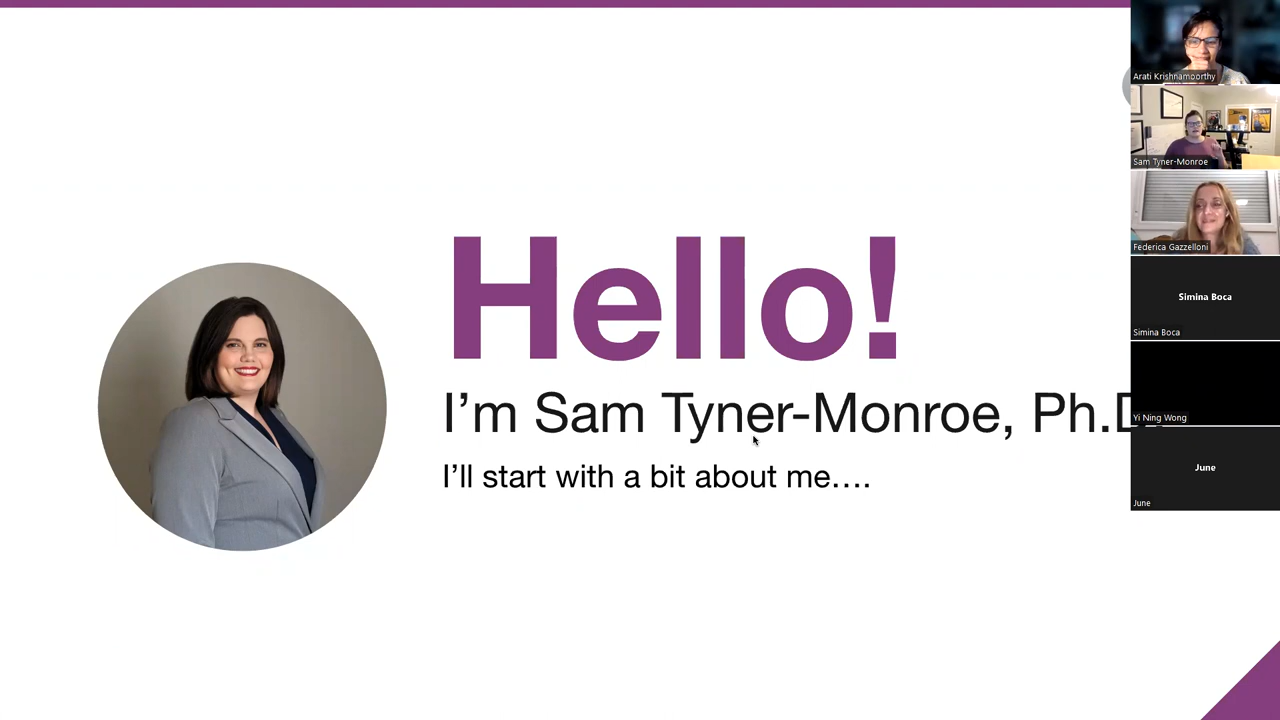 Hello!
I’m Sam Tyner-Monroe, Ph.D.
I’ll start with a bit about me….
Arati Krishnamoorthy
Sam Tyner-Monroe
Federica Gazzelloni
Simina Boca
Simina Boca
Yi Ning Wong
June
June